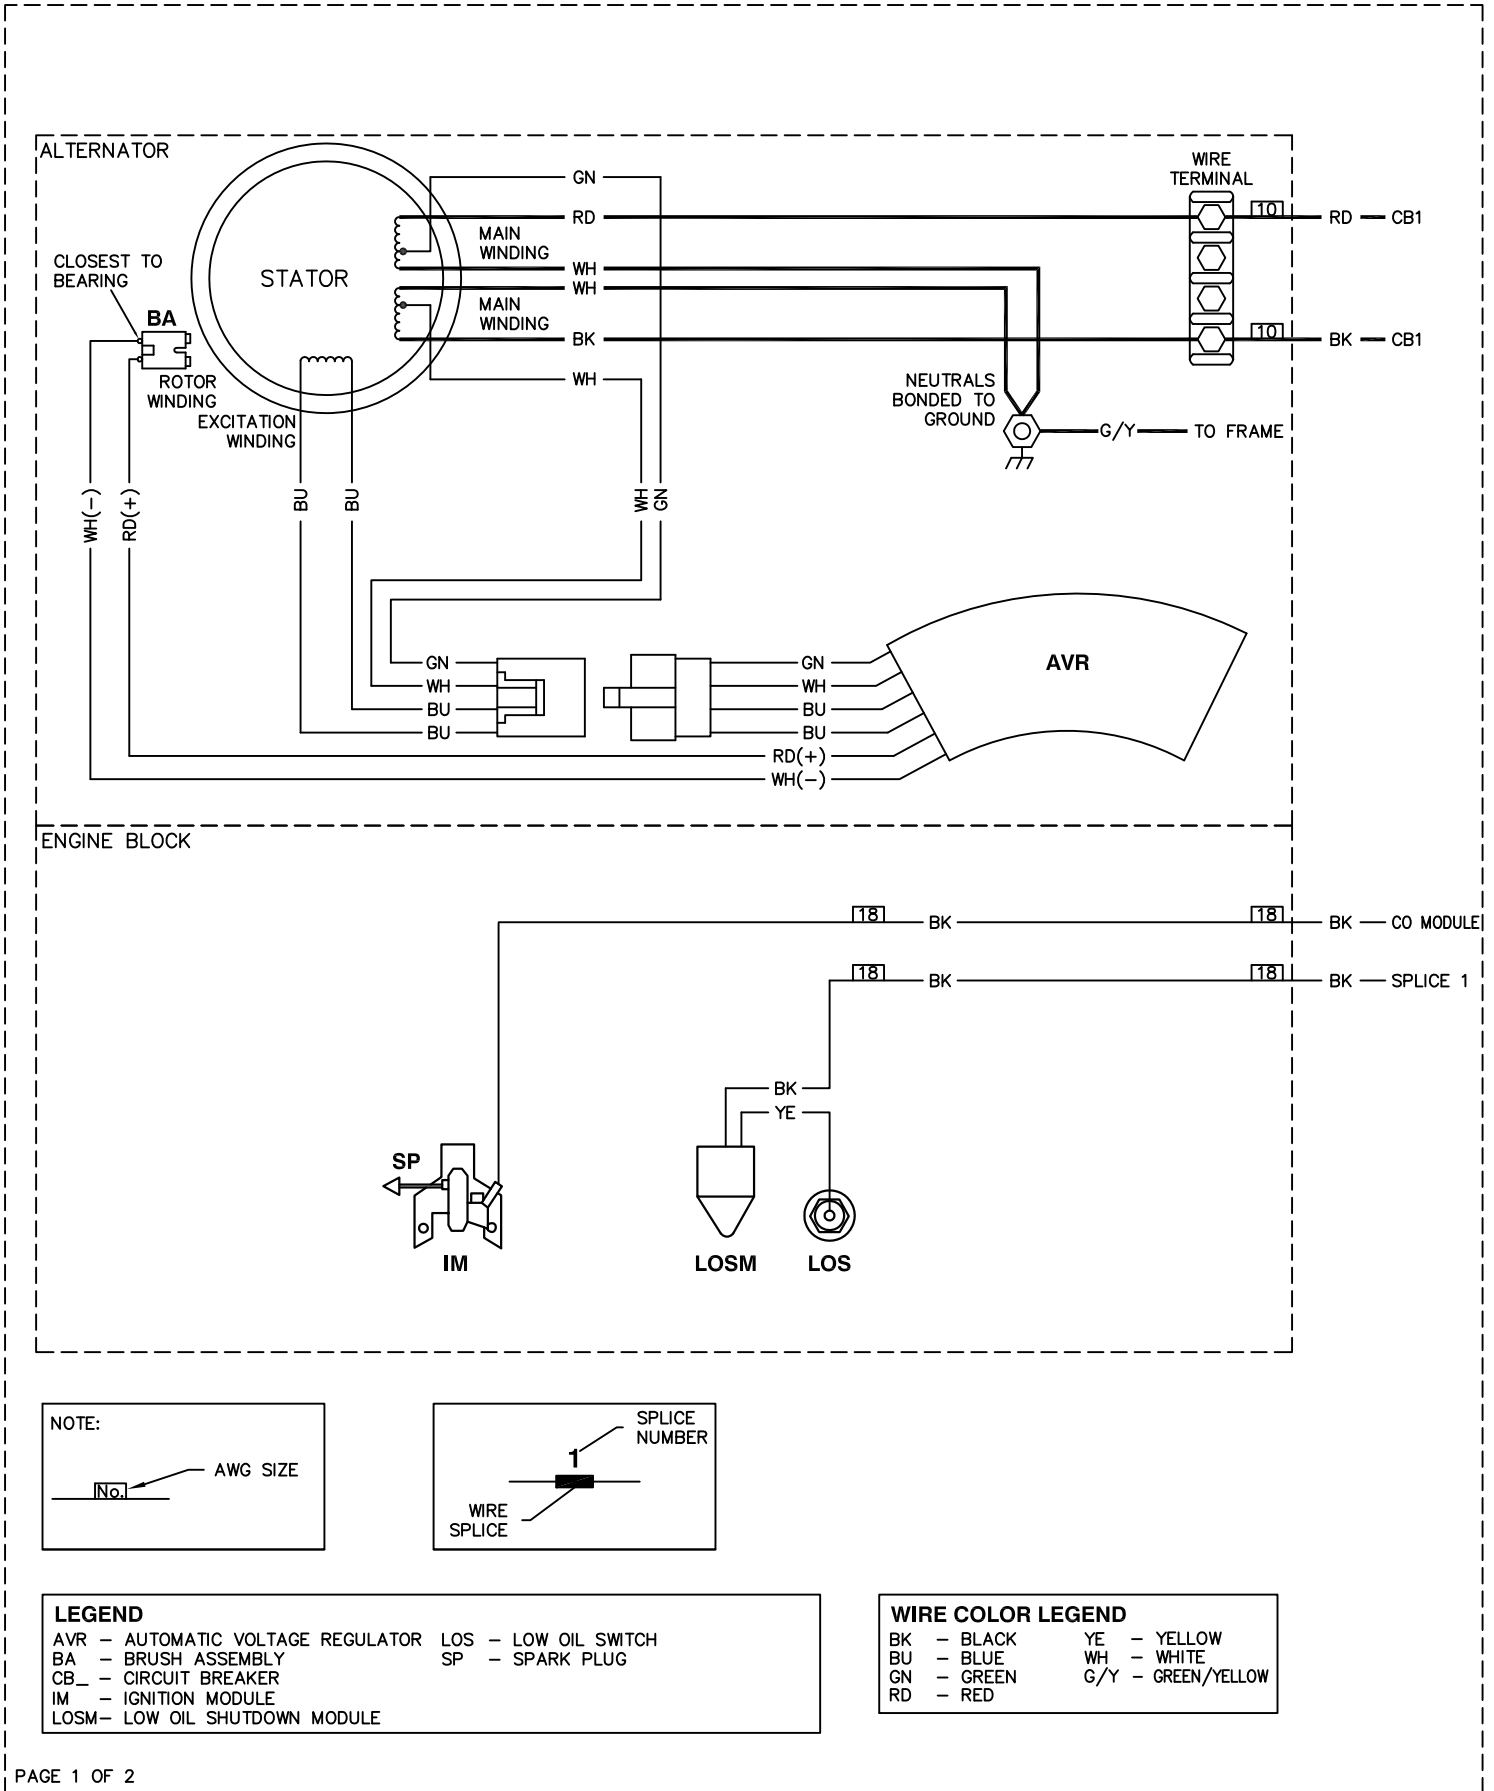 ALTERNATOR
WIRE
TERMINAL
GN
RD
10
RD
CB1
MAIN
WINDING
CLOSEST TO
BEARING
STATOR
WH
WH
BA
MAIN
WINDING
BK
10
BK
CB1
ROTOR
WINDING
WH
NEUTRALS
BONDED TO
GROUND
EXCITATION
WINDING
G/Y
TO FRAME
WH(-)
RD(+)
BU
BU
WH
GN
GN
WH
BU
BU
GN
WH
BU
BU
RD(+)
WH(-)
AVR
ENGINE BLOCK
18
BK
18
BK
CO MODULE
18
BK
18
BK
SPLICE 1
BK
YE
SP
IM
LOSM
LOS
NOTE:
AWG SIZE
No.
SPLICE
NUMBER
1
WIRE
SPLICE
LEGEND
AVR - AUTOMATIC VOLTAGE REGULATOR
BA - BRUSH ASSEMBLY
CB_ - CIRCUIT BREAKER
IM - IGNITION MODULE
LOSM- LOW OIL SHUTDOWN MODULE
LOS - LOW OIL SWITCH
SP - SPARK PLUG
WIRE COLOR LEGEND
BK - BLACK
BU - BLUE
GN - GREEN
RD - RED
YE - YELLOW
WH - WHITE
G/Y - GREEN/YELLOW
PAGE 1 OF 2